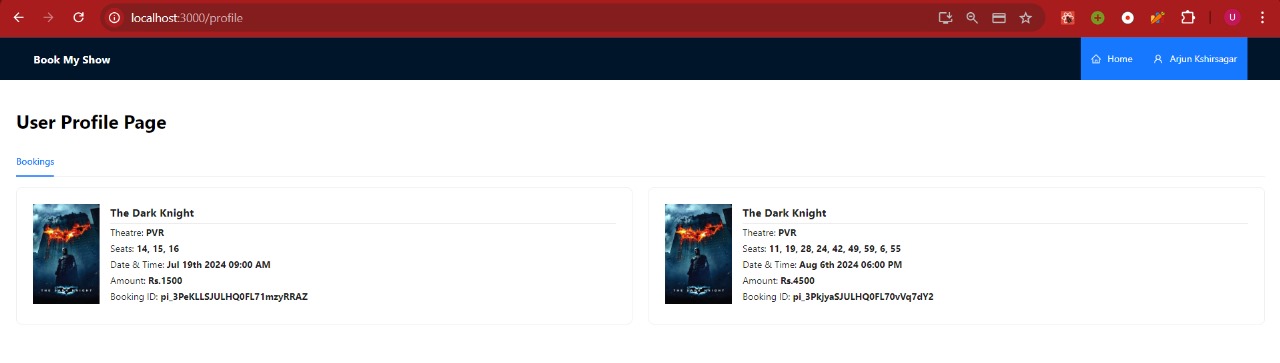 localhost:3000/profile
U
Book My Show
Home
Arjun Kshirsagar
User Profile Page
Bookings
The Dark Knight
Theatre: PVR
Seats: 14, 15, 16
Date & Time: Jul 19th 2024 09:00 AM
Amount: Rs.1500
Booking ID: pi_3PeKLLSJULHQ0FL71mzyRRAZ
THE DARK KNIGHT
The Dark Knight
Theatre: PVR
Seats: 11, 19, 28, 24, 42, 49, 59, 6, 55
Date & Time: Aug 6th 2024 06:00 PM
Amount: Rs.4500
Booking ID: pi_3PkjyaSJULHQ0FL70vVq7dY2
THE DARK KNIGHT